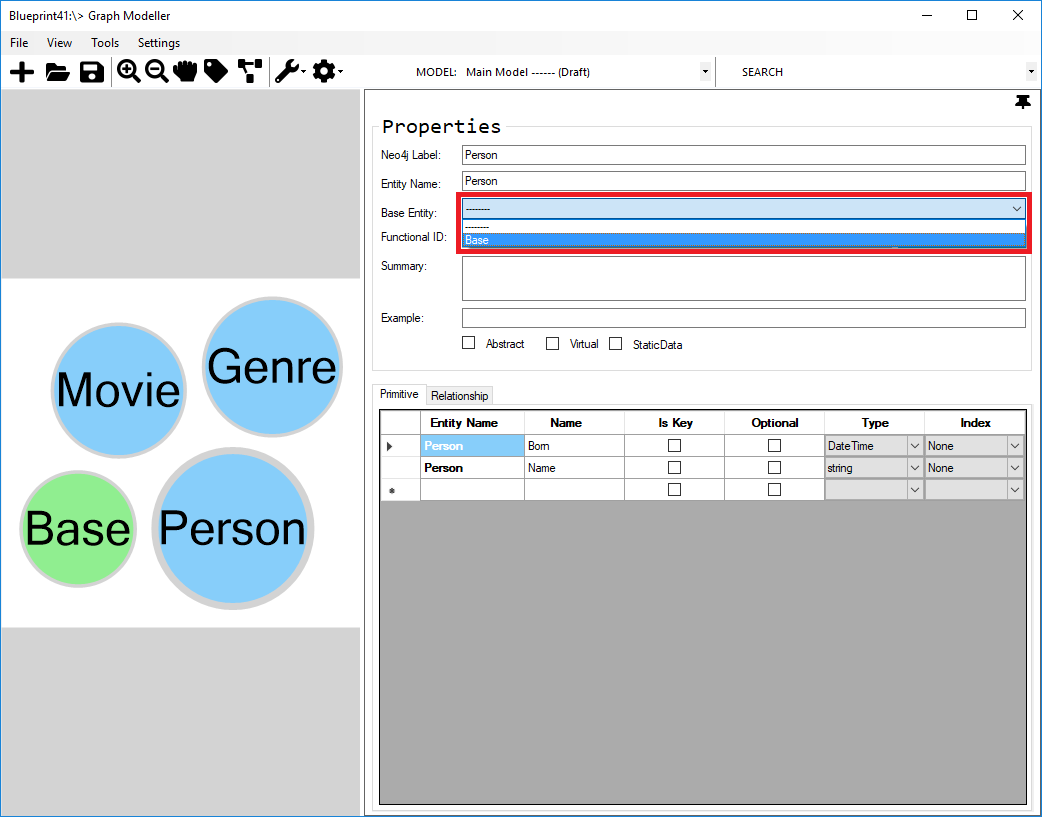 Blueprint41:\> Graph Modeller
File View Tools Settings
MODEL: Main Model ------ (Draft) SEARCH
Movie
Genre
Base
Person
Properties
Neo4j Label: Person
Entity Name: Person
Base Entity: --------
--------
Functional ID: Base
Summary:
Example:
Abstract Virtual StaticData
Primitive Relationship
Entity Name Name Is Key Optional Type Index
Person Born DateTime None
Person Name string None